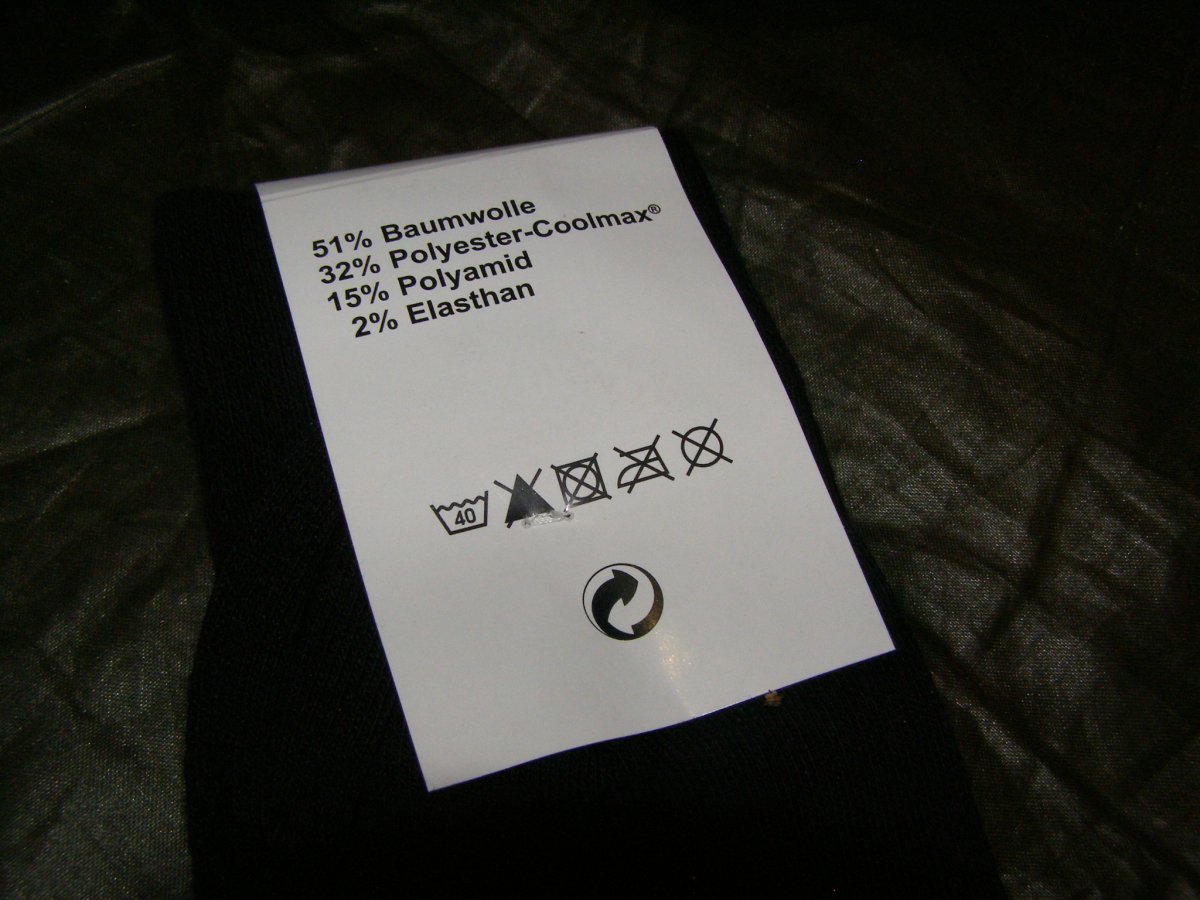 51% Baumwolle
32% Polyester-Coolmax®
15% Polyamid
2% Elasthan
40